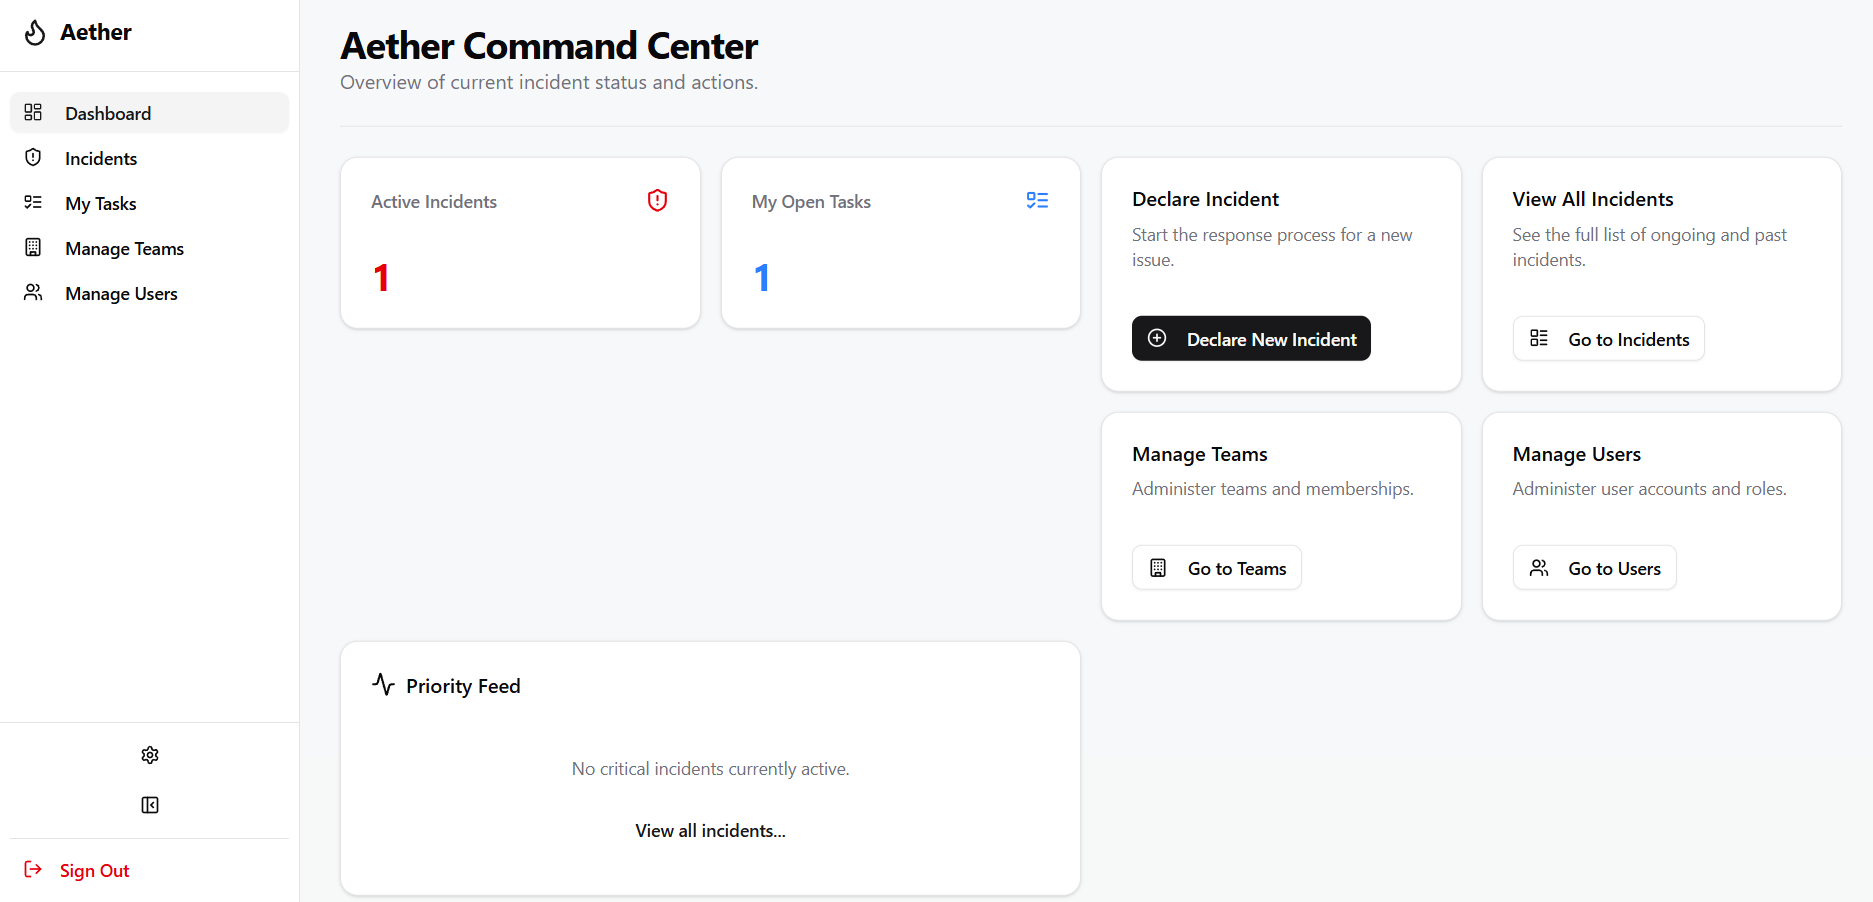 Aether
Dashboard
Incidents
My Tasks
Manage Teams
Manage Users
Sign Out
Aether Command Center
Overview of current incident status and actions.
Active Incidents
1
My Open Tasks
1
Declare Incident
Start the response process for a new
issue.
Declare New Incident
View All Incidents
See the full list of ongoing and past
incidents.
Go to Incidents
Manage Teams
Administer teams and memberships.
Go to Teams
Manage Users
Administer user accounts and roles.
Go to Users
Priority Feed
No critical incidents currently active.
View all incidents...